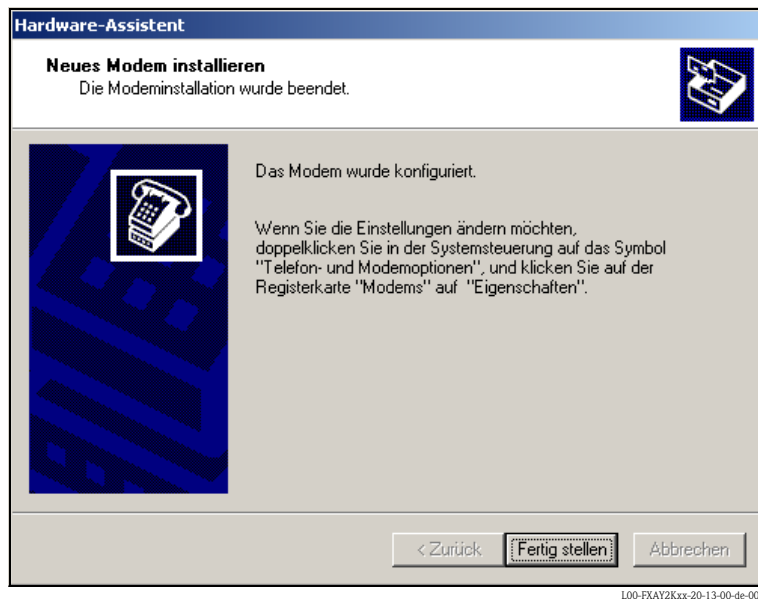 Hardware-Assistent
Neues Modem installieren
Die Modeminstallation wurde beendet.
Das Modem wurde konfiguriert.
Wenn Sie die Einstellungen ändern möchten,
doppelklicken Sie in der Systemsteuerung auf das Symbol
"Telefon- und Modemoptionen", und klicken Sie auf der
Registerkarte "Modems" auf "Eigenschaften".
< Zurück
Fertig stellen
Abbrechen
L00-FXAY2Kxx-20-13-00-de-00